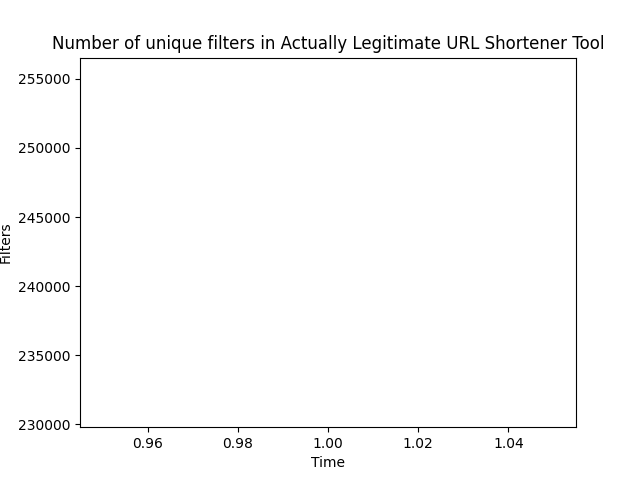 Number of unique filters in Actually Legitimate URL Shortener Tool
255000
250000
245000
240000
235000
230000
Filters
0.96 0.98 1.00 1.02 1.04
Time